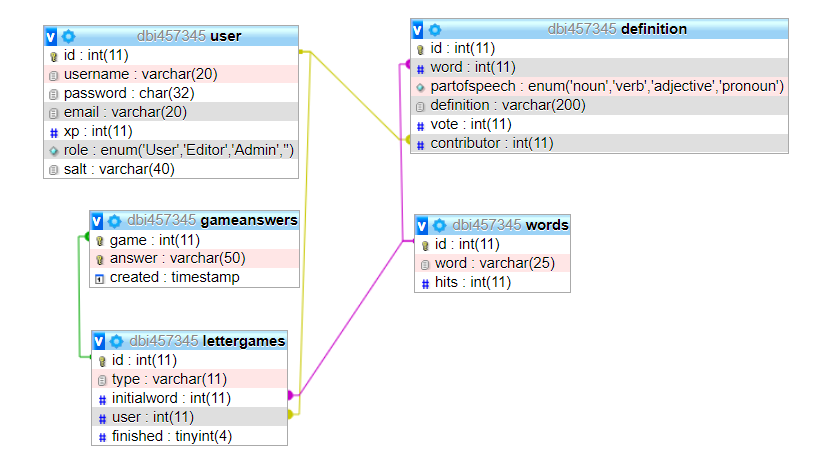 dbi457345 user
id : int(11)
username : varchar(20)
password : char(32)
email : varchar(20)
xp : int(11)
role : enum('User','Editor','Admin','')
salt : varchar(40)
dbi457345 definition
id : int(11)
word : int(11)
partofspeech : enum('noun','verb','adjective','pronoun')
definition : varchar(200)
vote : int(11)
contributor : int(11)
dbi457345 gameanswers
game : int(11)
answer : varchar(50)
created : timestamp
dbi457345 words
id : int(11)
word : varchar(25)
hits : int(11)
dbi457345 lettergames
id : int(11)
type : varchar(11)
initialword : int(11)
user : int(11)
finished : tinyint(4)